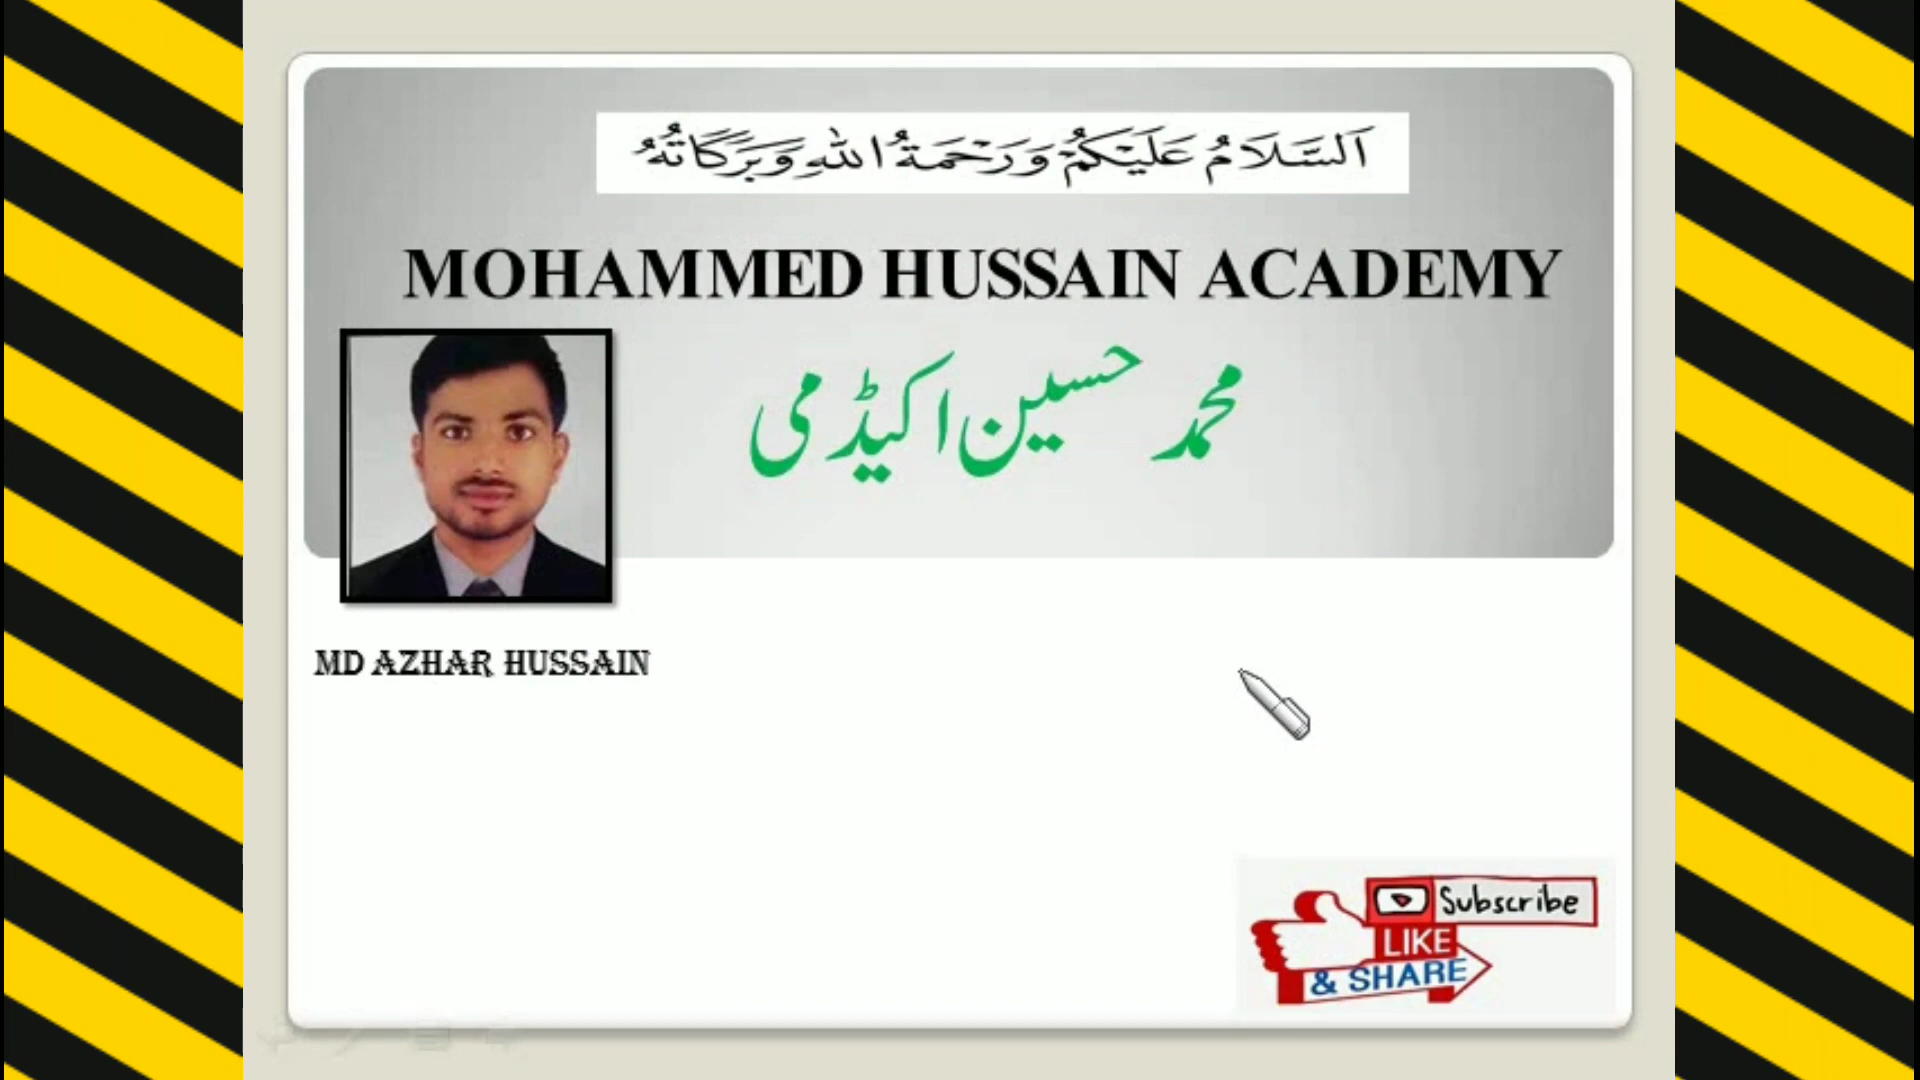 اَلسَّلَامُ عَلَيْكُمْ وَرَحْمَةُ اللهِ وَبَرَكَاتُهُ
MOHAMMED HUSSAIN ACADEMY
محمد حسین اکیڈمی
MD AZHAR HUSSAIN
Subscribe
LIKE
& SHARE